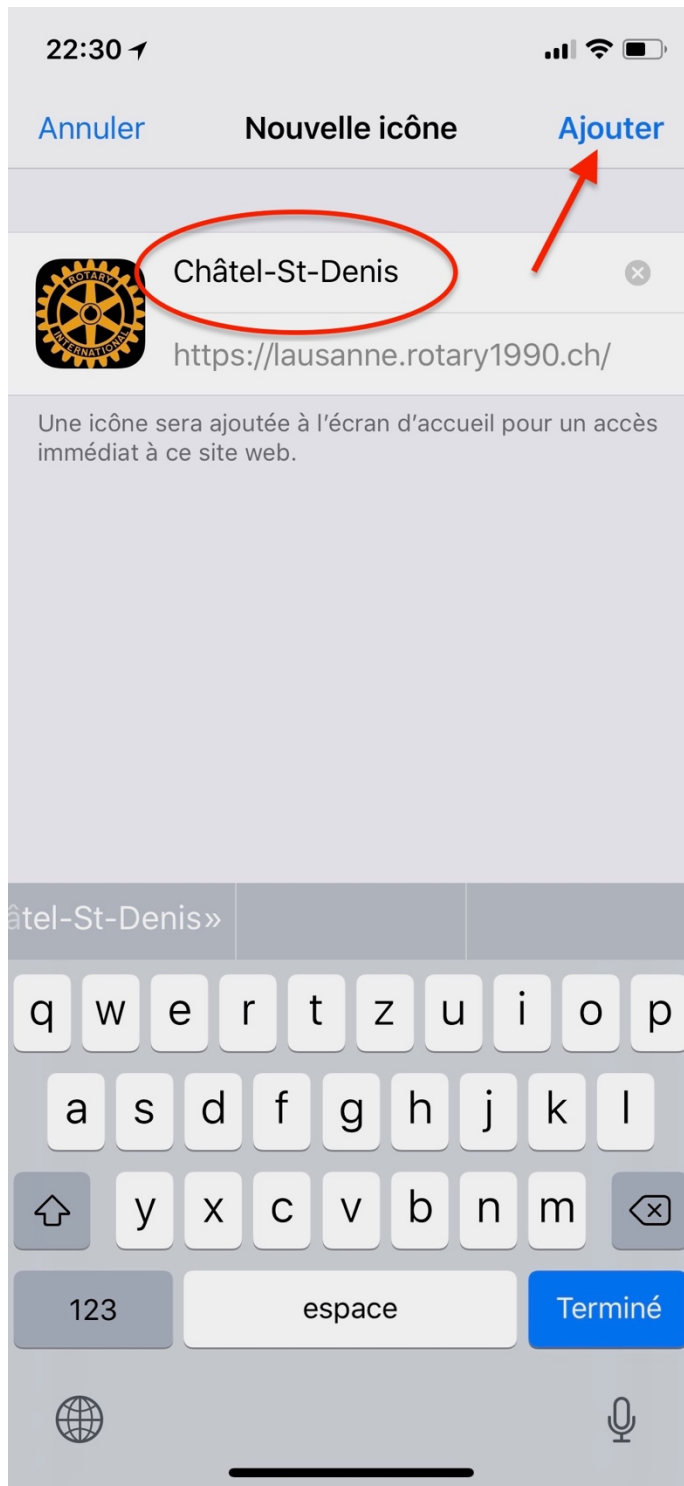 22:30
Annuler Nouvelle icône Ajouter
ROTARY
INTERNATIONAL
Châtel-St-Denis
https://lausanne.rotary1990.ch/
Une icône sera ajoutée à l’écran d’accueil pour un accès
immédiat à ce site web.
âtel-St-Denis»
q w e r t z u i o p
a s d f g h j k l
y x c v b n m
123 espace Terminé